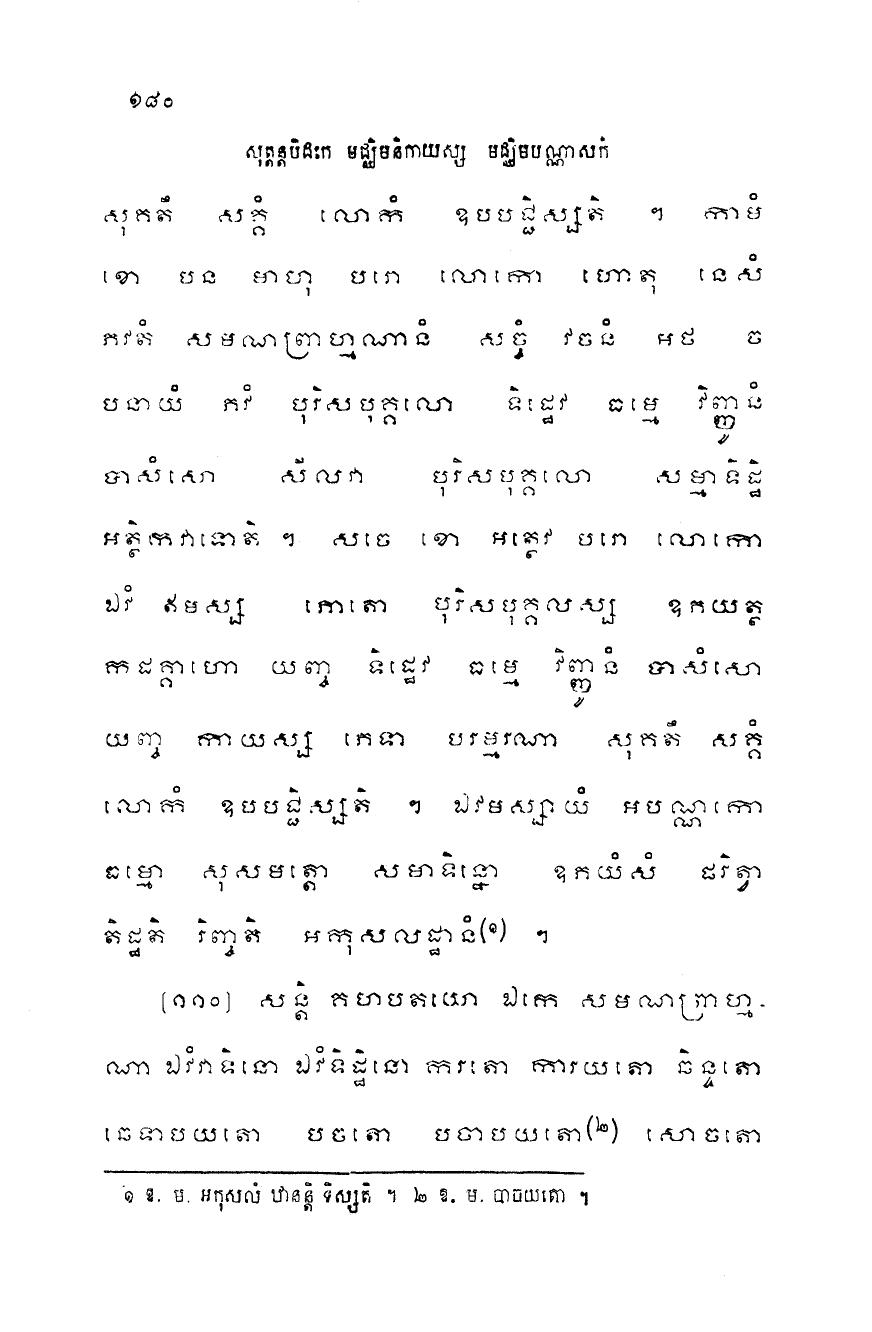 ១៨០
សុត្តន្តបិដកេ មជ្ឈិមនិកាយស្ស មជ្ឈិមបណ្ណាសកំ
សុគតឹ សគ្គំ លោកំ ឧបបជ្ជិស្សតិ ។ កាមំ
ខោ បន មាហុ បរោ លោកោ ហោតុ នេសំ
ភវតំ សមណព្រាហ្មណានំ សច្ចំ វចនំ អថ ច
បនាយំ ភវំ បុរិសបុគ្គលោ ទិដ្ឋេវ ធម្មេ វិញ្ញូនំ
បាសំសោ សីលវា បុរិសបុគ្គលោ សម្មាទិដ្ឋិ
អត្ថិកវាទោតិ ។ សចេ ខោ អត្ថេវ បរោ លោកោ
ឯវំ ឥមស្ស ភោតោ បុរិសបុគ្គលស្ស ឧភយត្ថ
កដគ្គាហោ យញ្ច ទិដ្ឋេវ ធម្មេ វិញ្ញូនំ បាសំសោ
យញ្ច កាយស្ស ភេទា បរម្មរណា សុគតឹ សគ្គំ
លោកំ ឧបបជ្ជិស្សតិ ។ ឯវមស្សាយំ អបណ្ណកោ
ធម្មោ សុសមត្តោ សមាទិន្នោ ឧភយំសំ ផរិត្វា
តិដ្ឋតិ រិញ្ចតិ អកុសលដ្ឋានំ(១) ។
[១១០] សន្តិ គហបតយោ ឯកេ សមណព្រាហ្ម-
ណា ឯវំវាទិនោ ឯវំទិដ្ឋិនោ ករតោ ការយតោ ឆិន្ទតោ
ឆេទាបយតោ បចតោ បចាបយតោ(២) សោចតោ
១ ឱ. ម. អកុសលំ ឋានន្តិ ទិស្សតិ ។ ២ ឱ. ម. បាចយតោ ។